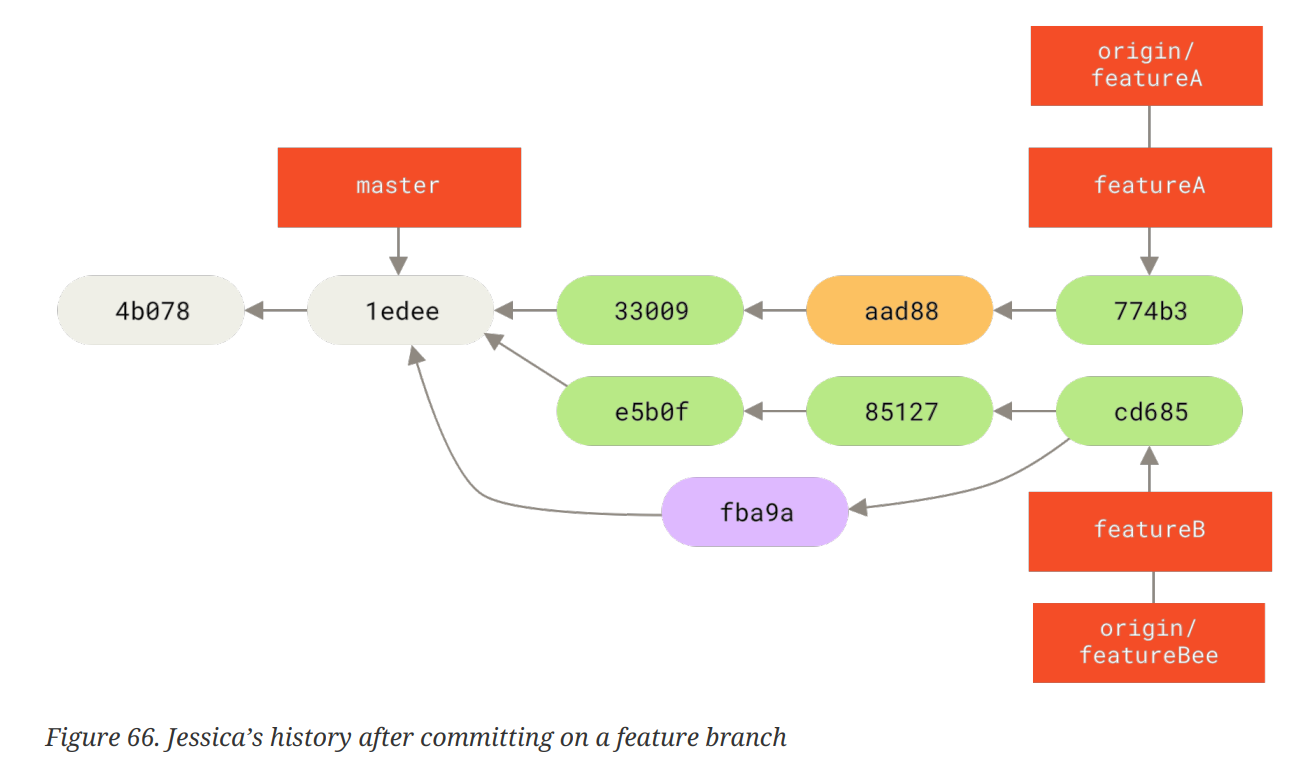 origin/
featureA
master
featureA
4b078
1edee
33009
aad88
774b3
e5b0f
85127
cd685
fba9a
featureB
origin/
featureBee
Figure 66. Jessica’s history after committing on a feature branch